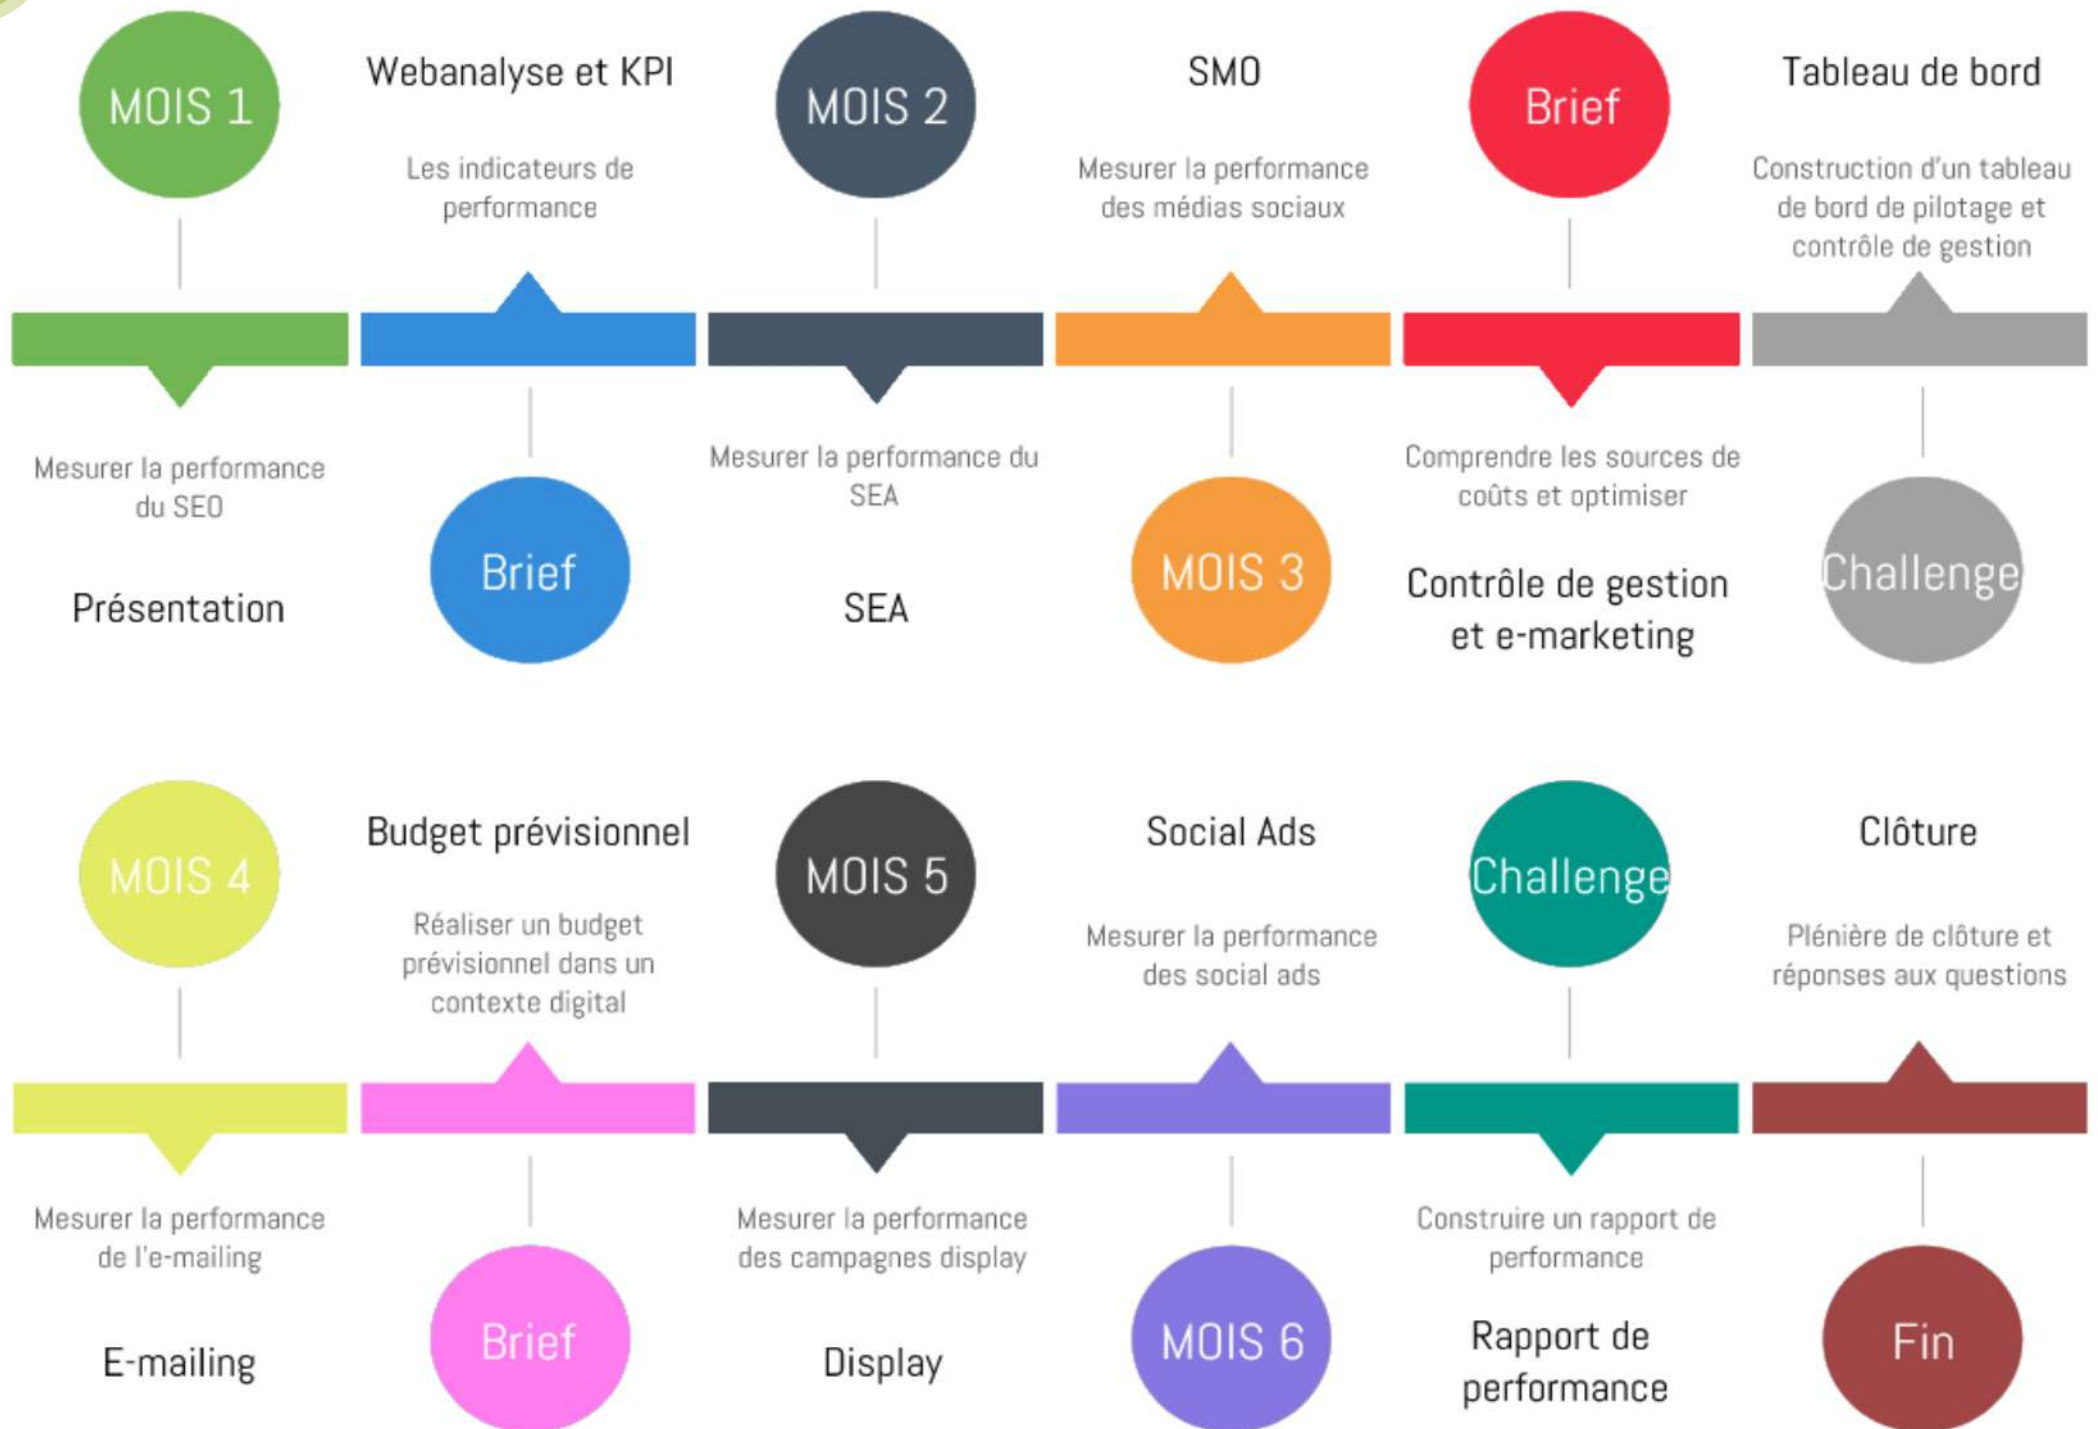 MOIS 1
Mesurer la performance
du SEO
Présentation
Webanalyse et KPI
Les indicateurs de
performance
Brief
MOIS 2
Mesurer la performance du
SEA
SEA
SMO
Mesurer la performance
des médias sociaux
MOIS 3
Brief
Comprendre les sources de
coûts et optimiser
Contrôle de gestion
et e-marketing
Tableau de bord
Construction d'un tableau
de bord de pilotage et
contrôle de gestion
Challenge
MOIS 4
Mesurer la performance
de l'e-mailing
E-mailing
Budget prévisionnel
Réaliser un budget
prévisionnel dans un
contexte digital
Brief
MOIS 5
Mesurer la performance
des campagnes display
Display
Social Ads
Mesurer la performance
des social ads
MOIS 6
Challenge
Construire un rapport de
performance
Rapport de
performance
Clôture
Plénière de clôture et
réponses aux questions
Fin